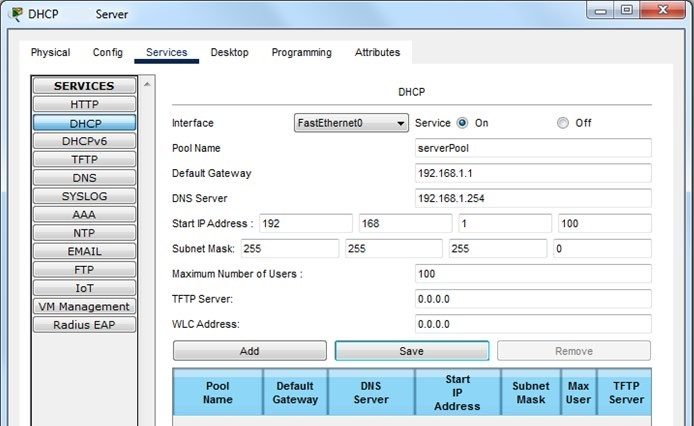 DHCP Server
Physical Config Services Desktop Programming Attributes
SERVICES
HTTP
DHCP
DHCPv6
TFTP
DNS
SYSLOG
AAA
NTP
EMAIL
FTP
IoT
VM Management
Radius EAP
DHCP
Interface FastEthernet0 Service On Off
Pool Name serverPool
Default Gateway 192.168.1.1
DNS Server 192.168.1.254
Start IP Address : 192 168 1 100
Subnet Mask: 255 255 255 0
Maximum Number of Users : 100
TFTP Server: 0.0.0.0
WLC Address: 0.0.0.0
Add Save Remove
Pool Name Default Gateway DNS Server Start IP Address Subnet Mask Max User TFTP Server